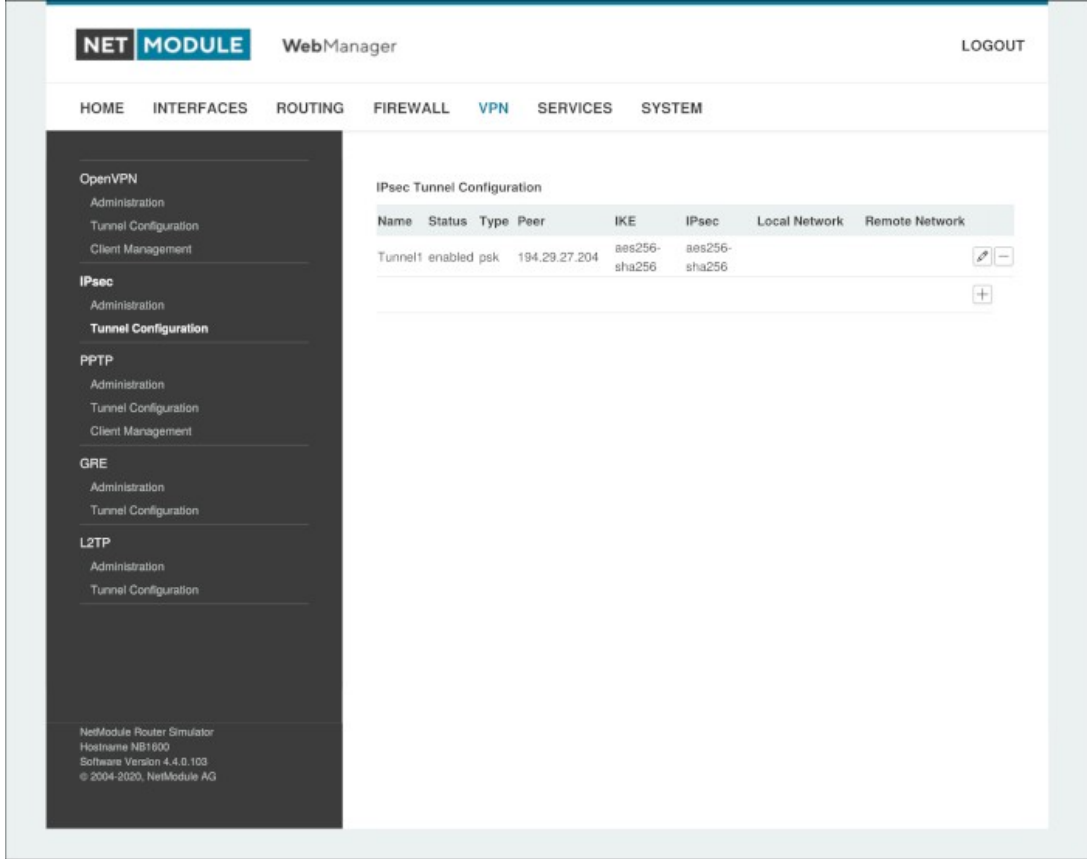 NET MODULE WebManager LOGOUT
HOME INTERFACES ROUTING FIREWALL VPN SERVICES SYSTEM
OpenVPN
Administration
Tunnel Configuration
Client Management
IPsec
Administration
Tunnel Configuration
PPTP
Administration
Tunnel Configuration
Client Management
GRE
Administration
Tunnel Configuration
L2TP
Administration
Tunnel Configuration
NetModule Router Simulator
Hostname NB1600
Software Version 4.4.0.103
© 2004-2020, NetModule AG
IPsec Tunnel Configuration
Name Status Type Peer IKE IPsec Local Network Remote Network
Tunnel1 enabled psk 194.29.27.204 aes256- aes256-
sha256 sha256